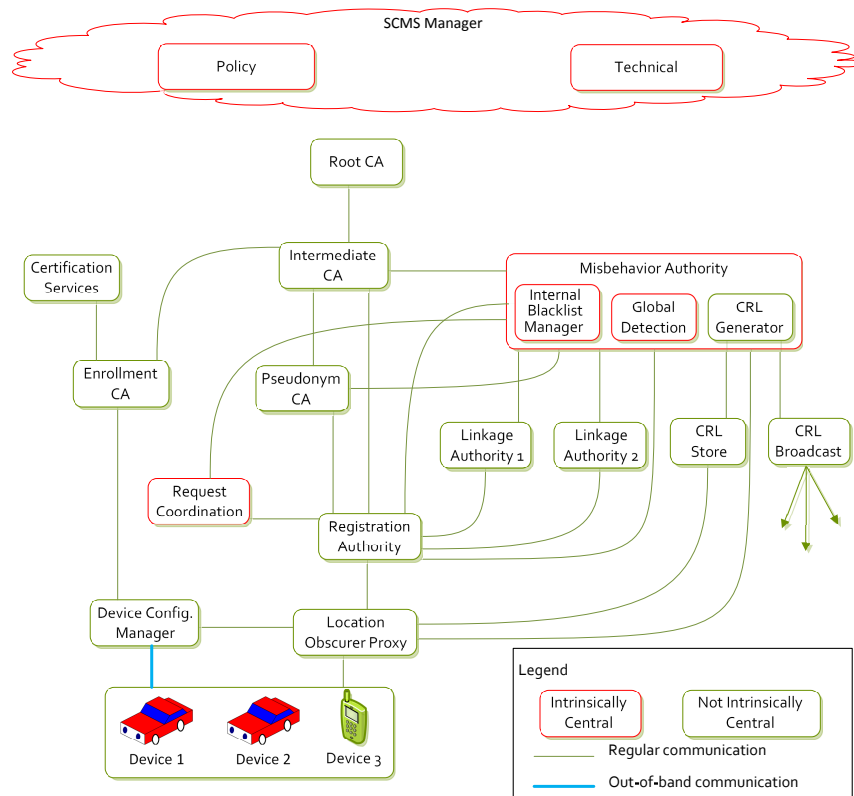 SCMS Manager
Policy
Technical
Root CA
Intermediate
CA
Certification
Services
Misbehavior Authority
Internal
Blacklist
Manager
Global
Detection
CRL
Generator
Enrollment
CA
Pseudonym
CA
Linkage
Authority 1
Linkage
Authority 2
CRL
Store
CRL
Broadcast
Request
Coordination
Registration
Authority
Device Config.
Manager
Location
Obscurer Proxy
Device 1
Device 2
Device 3
Legend
Intrinsically
Central
Not Intrinsically
Central
Regular communication
Out-of-band communication